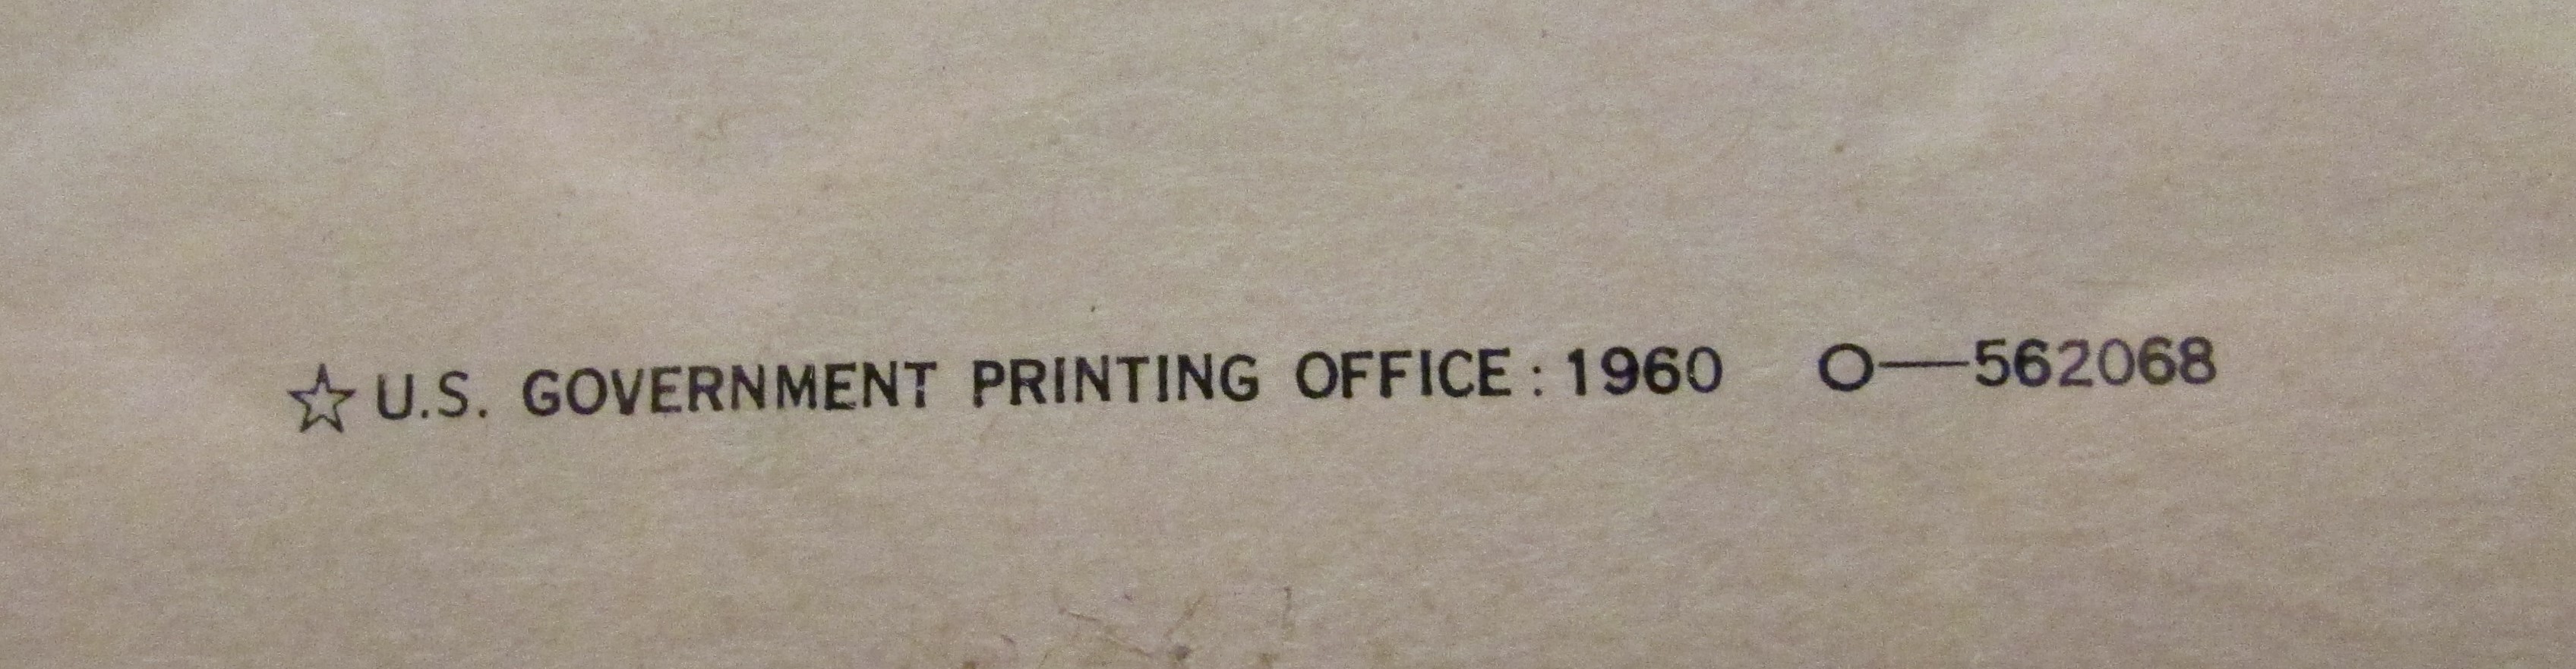 ☆ U.S. GOVERNMENT PRINTING OFFICE : 1960 O—562068